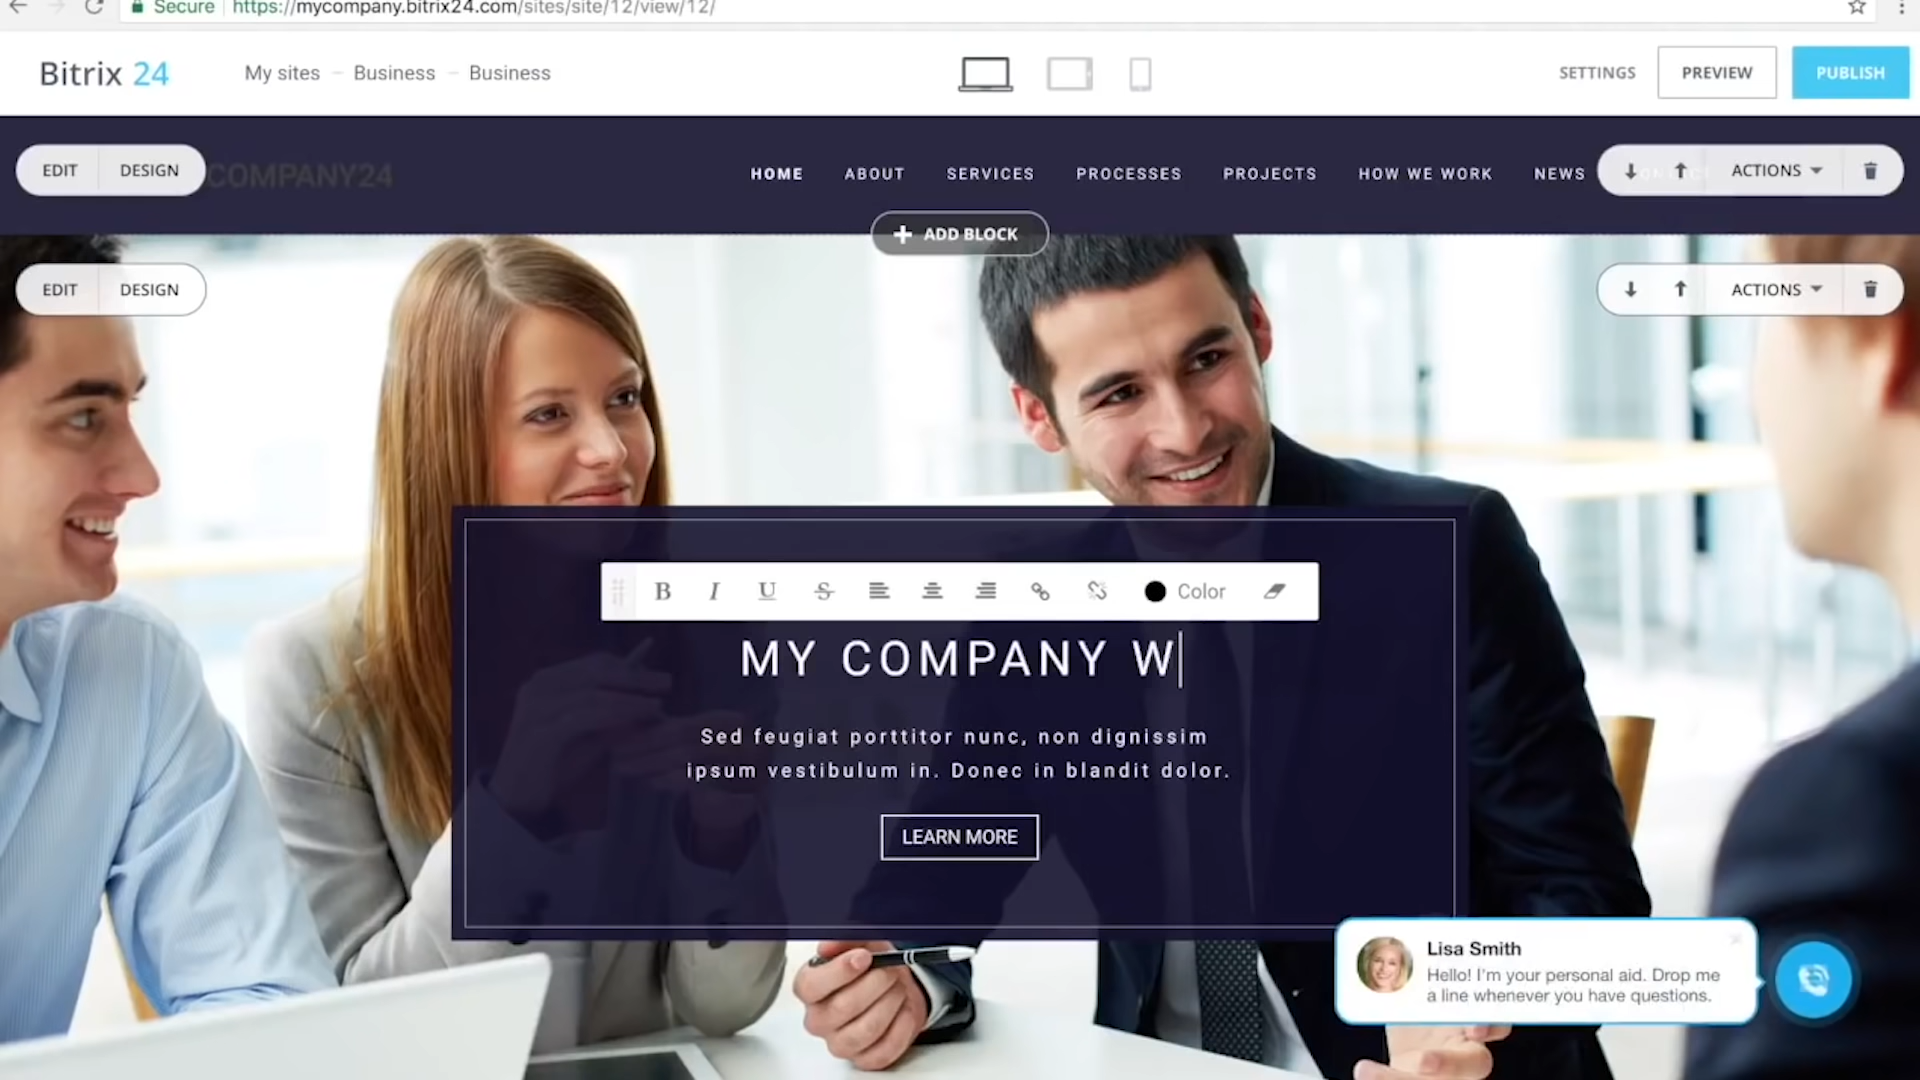 Secure https://mycompany.bitrix24.com/sites/site/12/view/12/
Bitrix 24
My sites – Business – Business
SETTINGS
PREVIEW
PUBLISH
EDIT DESIGN
COMPANY24
HOME ABOUT SERVICES PROCESSES PROJECTS HOW WE WORK NEWS
ACTIONS
+ ADD BLOCK
EDIT DESIGN
ACTIONS
B I U S Color
MY COMPANY W
Sed feugiat porttitor nunc, non dignissim
ipsum vestibulum in. Donec in blandit dolor.
LEARN MORE
Lisa Smith
Hello! I'm your personal aid. Drop me
a line whenever you have questions.